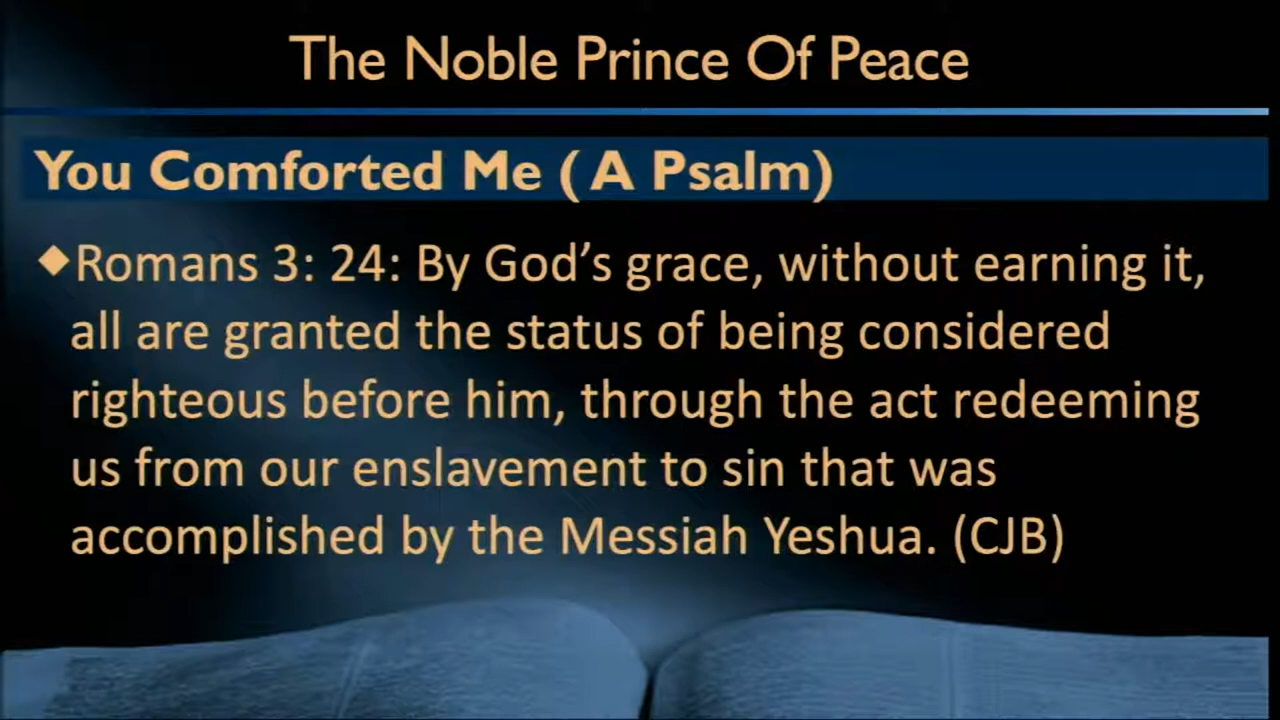 The Noble Prince Of Peace
You Comforted Me ( A Psalm)
◆Romans 3: 24: By God’s grace, without earning it,
all are granted the status of being considered
righteous before him, through the act redeeming
us from our enslavement to sin that was
accomplished by the Messiah Yeshua. (CJB)